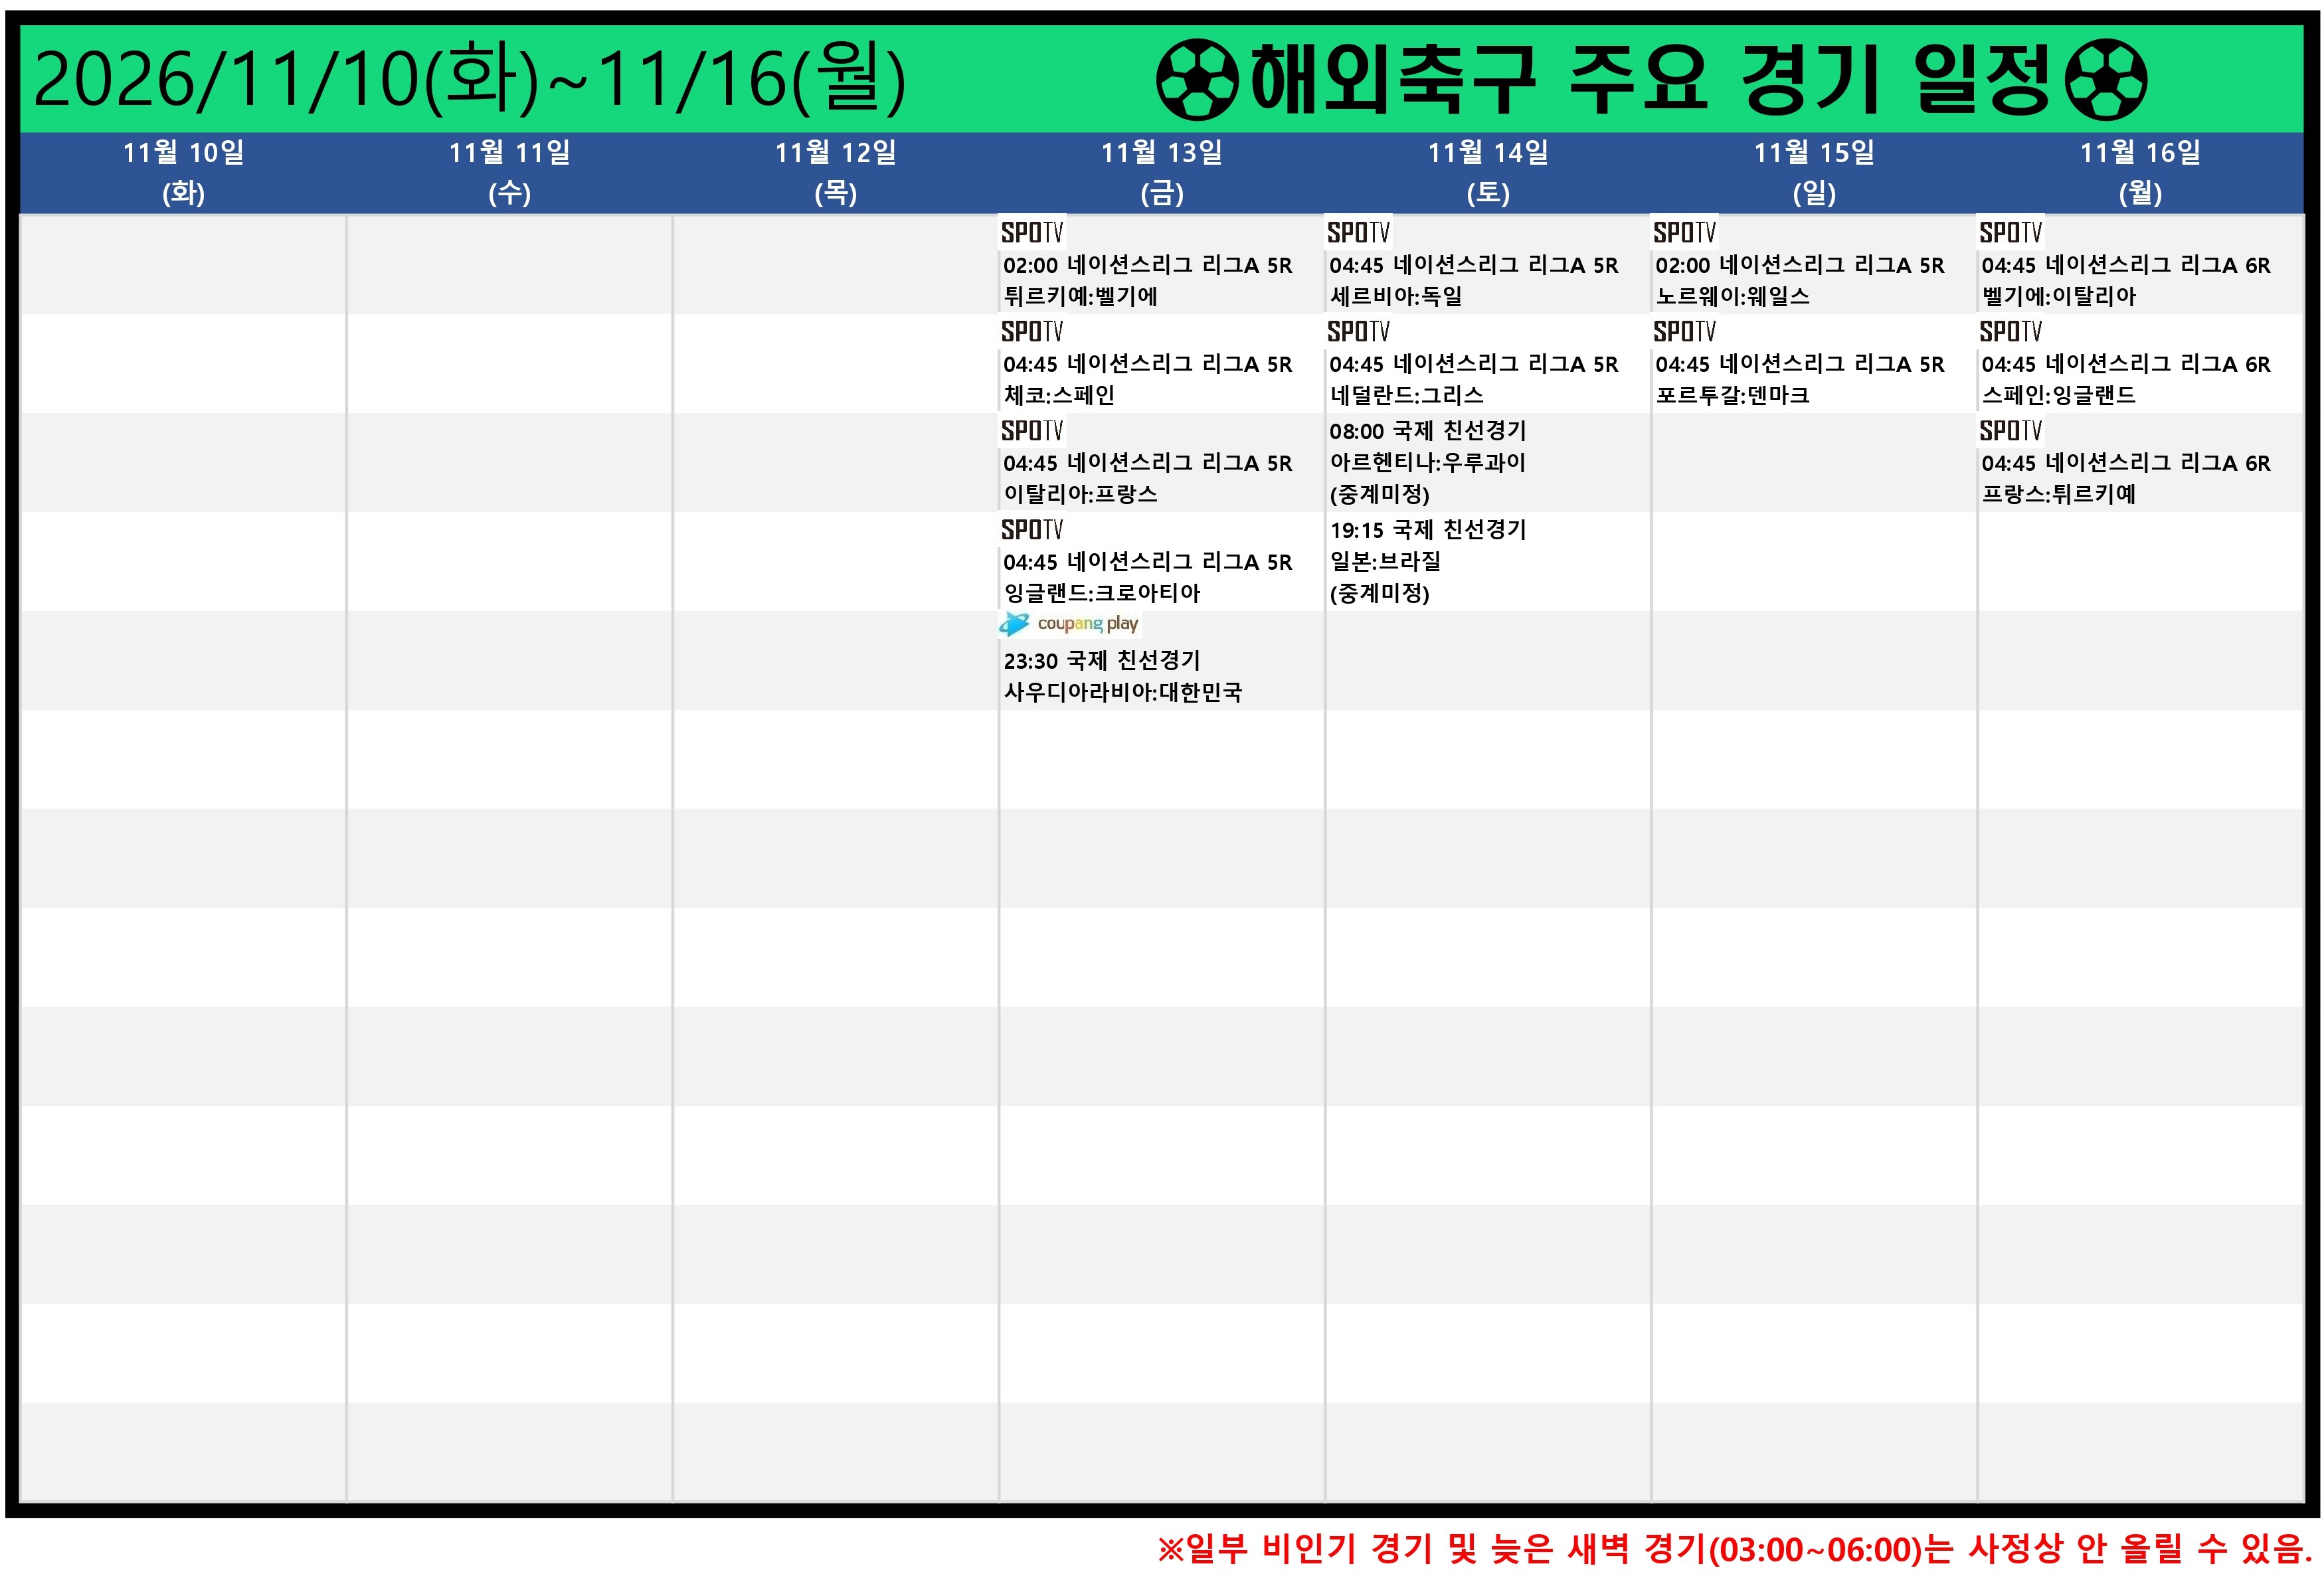 2026/11/10(화)~11/16(월)
⚽해외축구 주요 경기 일정⚽
11월 10일
(화)
11월 11일
(수)
11월 12일
(목)
11월 13일
(금)
11월 14일
(토)
11월 15일
(일)
11월 16일
(월)
SPOTV
02:00 네이션스리그 리그A 5R
튀르키예:벨기에
SPOTV
04:45 네이션스리그 리그A 5R
체코:스페인
SPOTV
04:45 네이션스리그 리그A 5R
이탈리아:프랑스
SPOTV
04:45 네이션스리그 리그A 5R
잉글랜드:크로아티아
coupang play
23:30 국제 친선경기
사우디아라비아:대한민국
SPOTV
04:45 네이션스리그 리그A 5R
세르비아:독일
SPOTV
04:45 네이션스리그 리그A 5R
네덜란드:그리스
08:00 국제 친선경기
아르헨티나:우루과이
(중계미정)
19:15 국제 친선경기
일본:브라질
(중계미정)
SPOTV
02:00 네이션스리그 리그A 5R
노르웨이:웨일스
SPOTV
04:45 네이션스리그 리그A 5R
포르투갈:덴마크
SPOTV
04:45 네이션스리그 리그A 6R
벨기에:이탈리아
SPOTV
04:45 네이션스리그 리그A 6R
스페인:잉글랜드
SPOTV
04:45 네이션스리그 리그A 6R
프랑스:튀르키예
※일부 비인기 경기 및 늦은 새벽 경기(03:00~06:00)는 사정상 안 올릴 수 있음.